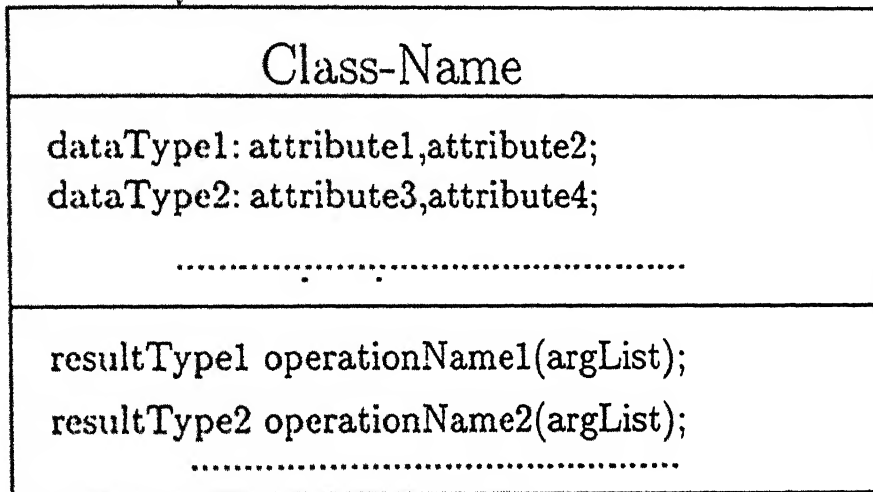 Class-Name
dataType1: attribute1,attribute2;
dataType2: attribute3,attribute4;
..................................................
resultType1 operationName1(argList);
resultType2 operationName2(argList);
..................................................